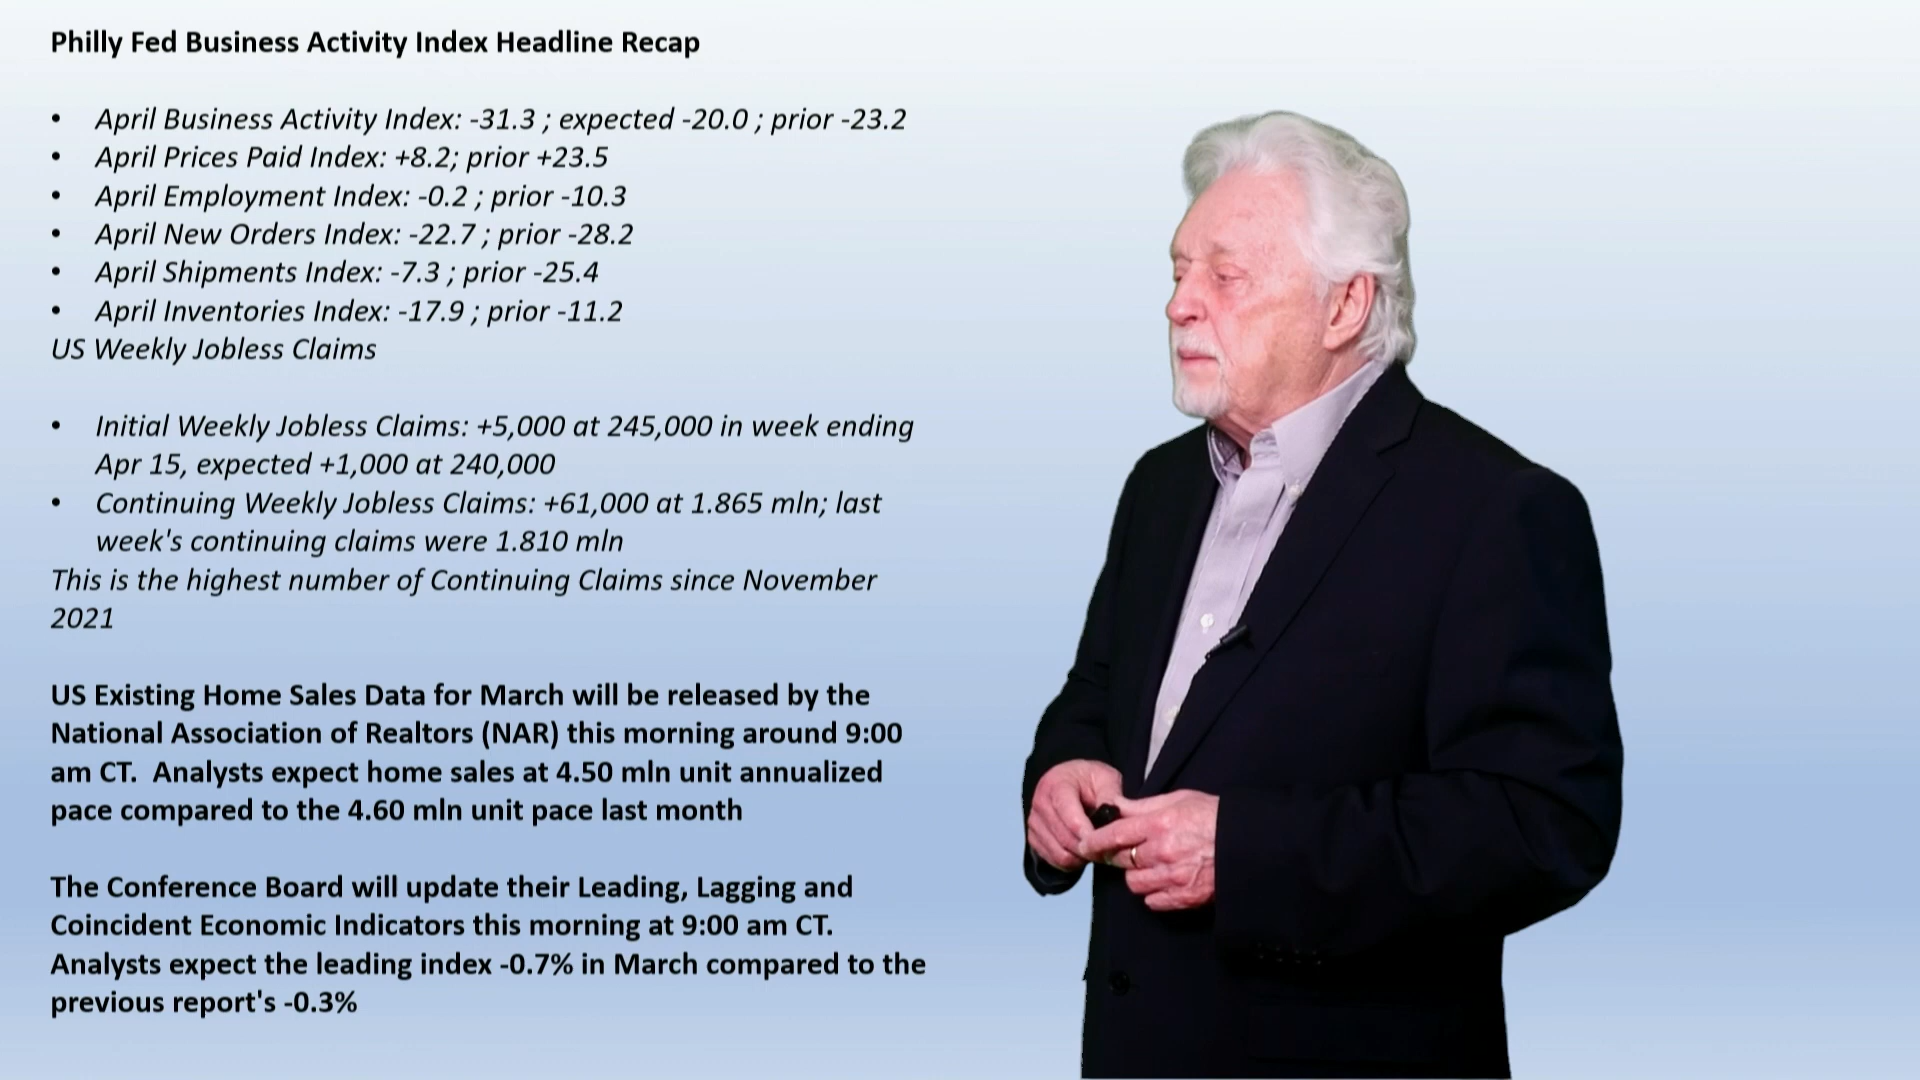 Philly Fed Business Activity Index Headline Recap
• April Business Activity Index: -31.3 ; expected -20.0 ; prior -23.2
• April Prices Paid Index: +8.2; prior +23.5
• April Employment Index: -0.2 ; prior -10.3
• April New Orders Index: -22.7 ; prior -28.2
• April Shipments Index: -7.3 ; prior -25.4
• April Inventories Index: -17.9 ; prior -11.2
US Weekly Jobless Claims
• Initial Weekly Jobless Claims: +5,000 at 245,000 in week ending
Apr 15, expected +1,000 at 240,000
• Continuing Weekly Jobless Claims: +61,000 at 1.865 mln; last
week's continuing claims were 1.810 mln
This is the highest number of Continuing Claims since November
2021
US Existing Home Sales Data for March will be released by the
National Association of Realtors (NAR) this morning around 9:00
am CT.  Analysts expect home sales at 4.50 mln unit annualized
pace compared to the 4.60 mln unit pace last month
The Conference Board will update their Leading, Lagging and
Coincident Economic Indicators this morning at 9:00 am CT.
Analysts expect the leading index -0.7% in March compared to the
previous report's -0.3%